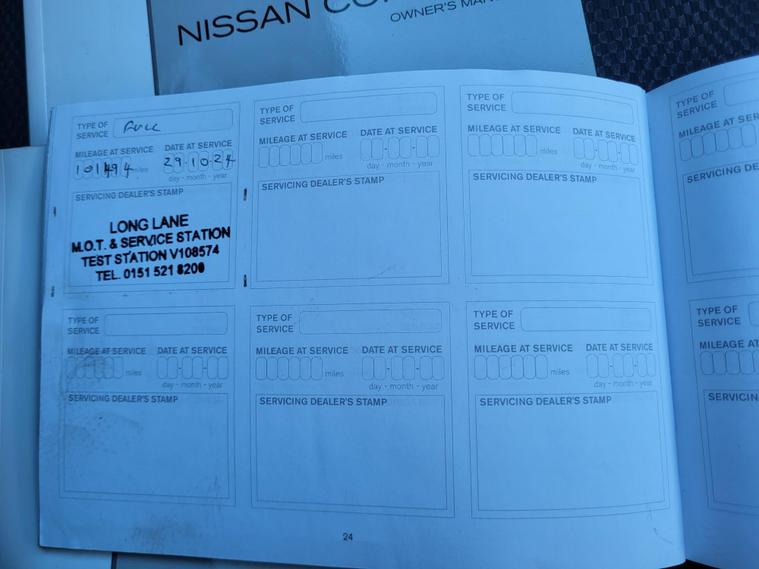 NISSAN
OWNER'S
TYPE OF
SERVICE
Full
MILEAGE AT SERVICE
101494 miles
DATE AT SERVICE
29·10·24
day - month - year
SERVICING DEALER'S STAMP
LONG LANE
M.O.T. & SERVICE STATION
TEST STATION V108574
TEL. 0151 521 8200
TYPE OF
SERVICE
MILEAGE AT SERVICE
miles
DATE AT SERVICE
day - month - year
SERVICING DEALER'S STAMP
TYPE OF
SERVICE
MILEAGE AT SERVICE
miles
DATE AT SERVICE
day - month - year
SERVICING DEALER'S STAMP
TYPE OF
SERVICE
MILEAGE AT SERVICE
miles
DATE AT SERVICE
day - month - year
SERVICING DEALER'S STAMP
TYPE OF
SERVICE
MILEAGE AT SERVICE
miles
DATE AT SERVICE
day - month - year
SERVICING DEALER'S STAMP
TYPE OF
SERVICE
MILEAGE AT SERVICE
miles
DATE AT SERVICE
day - month - year
SERVICING DEALER'S STAMP
24
TYPE OF
SERVICE
MILEAGE AT
SERVICING
TYPE OF
SERVICE
MILEAGE AT